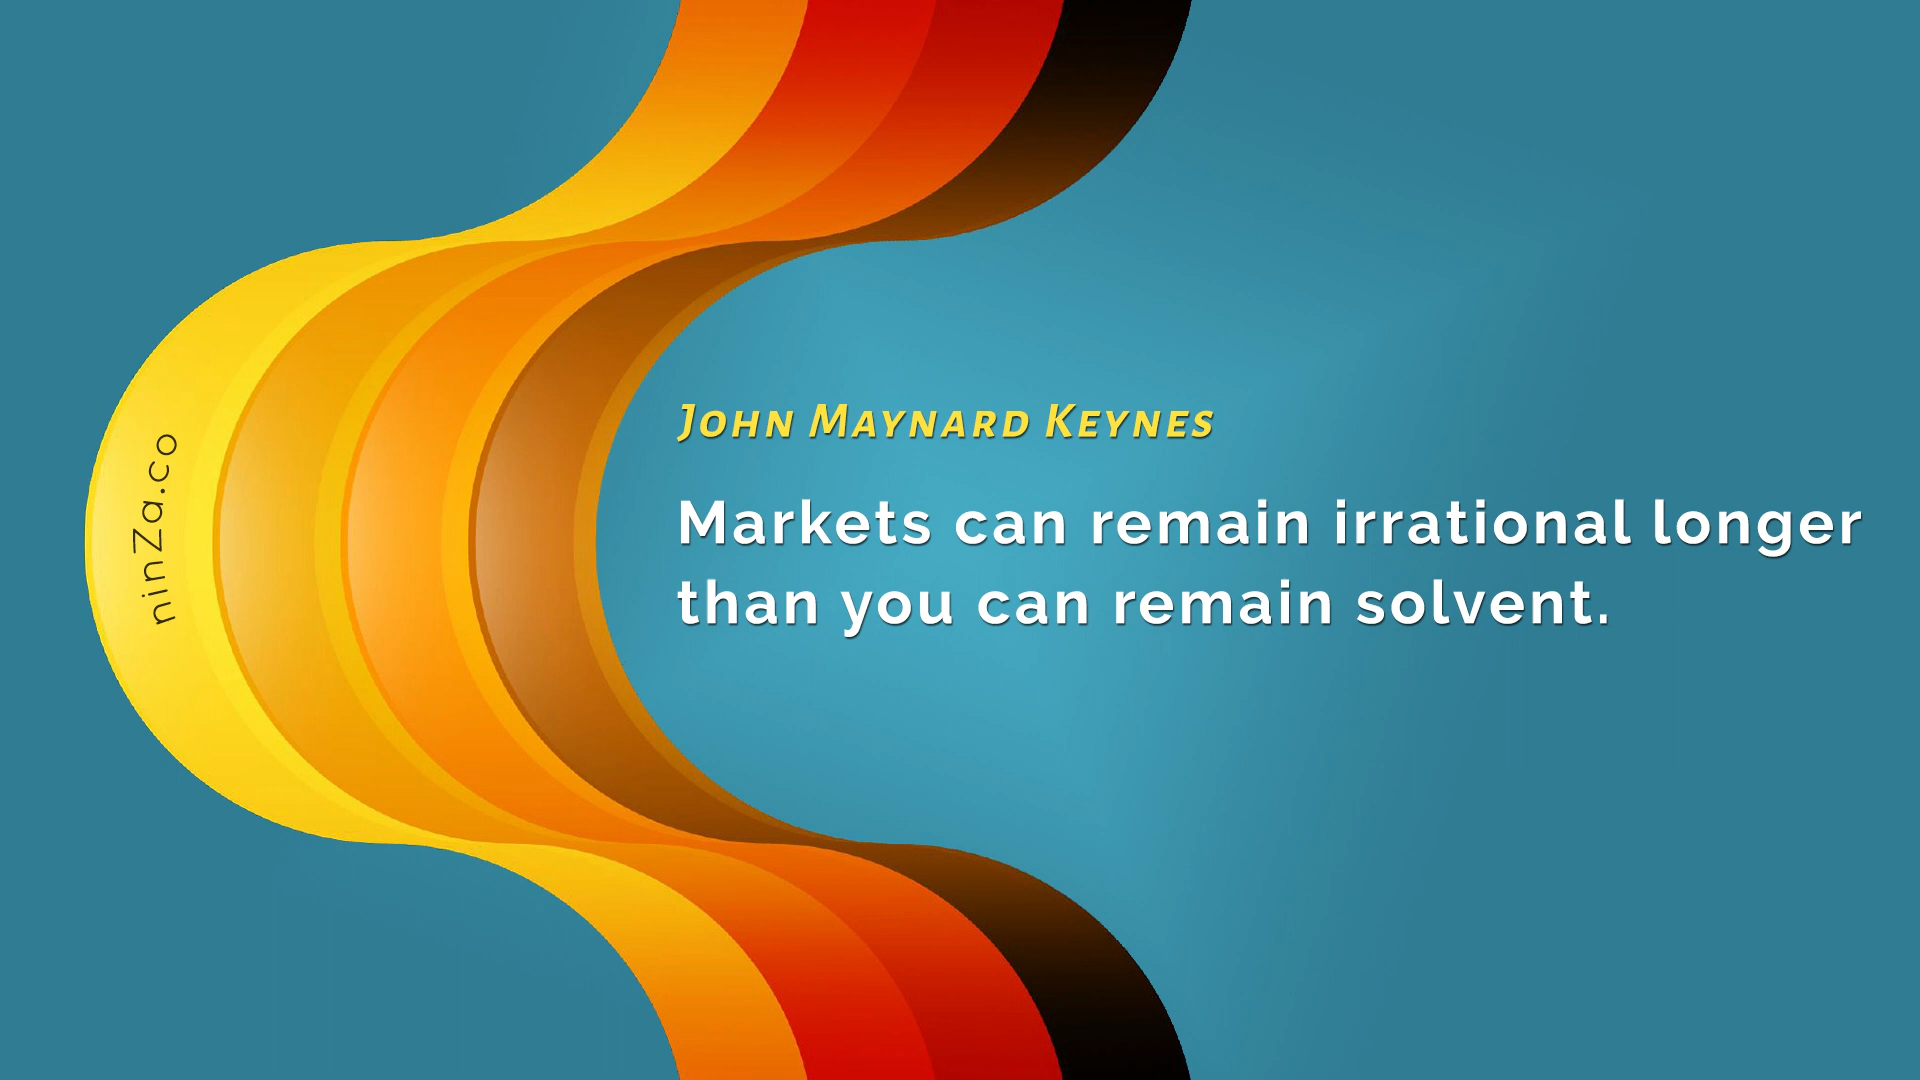 John Maynard Keynes
Markets can remain irrational longer
than you can remain solvent.
ninZa.co